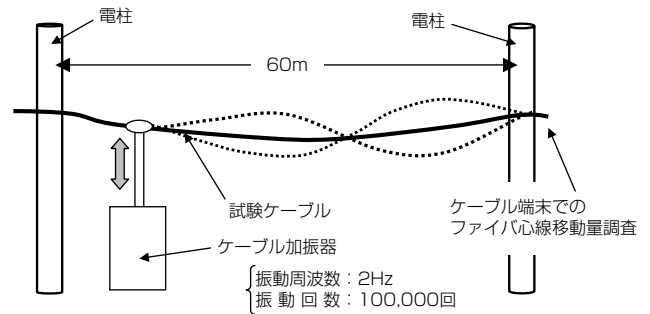 電柱
電柱
60m
試験ケーブル
ケーブル端末での
ファイバ心線移動量調査
ケーブル加振器
振動周波数：2Hz
振 動 回 数：100,000回